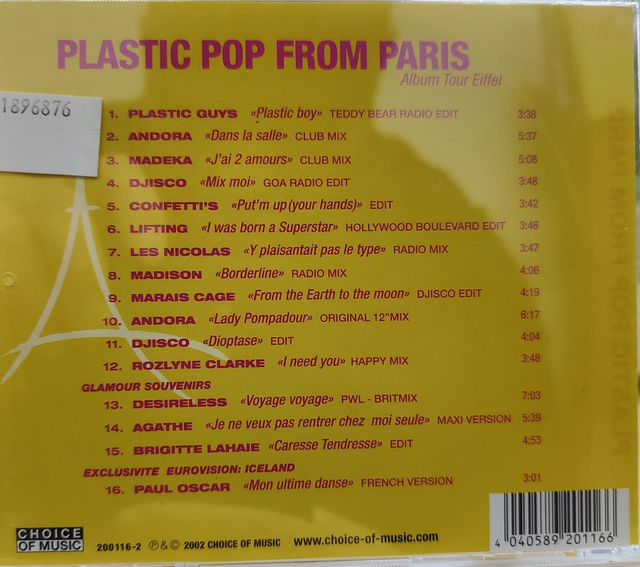 PLASTIC POP FROM PARIS
Album Tour Eiffel
1896876
1. PLASTIC GUYS «Plastic boy» TEDDY BEAR RADIO EDIT 3:38
2. ANDORA «Dans la salle» CLUB MIX 5:37
3. MADEKA «J'ai 2 amours» CLUB MIX 5:08
4. DJISCO «Mix moi» GOA RADIO EDIT 3:48
5. CONFETTI'S «Put'm up (your hands)» EDIT 3:42
6. LIFTING «I was born a Superstar» HOLLYWOOD BOULEVARD EDIT 3:46
7. LES NICOLAS «Y plaisantait pas le type» RADIO MIX 3:47
8. MADISON «Borderline» RADIO MIX 4:06
9. MARAIS CAGE «From the Earth to the moon» DJISCO EDIT 4:19
10. ANDORA «Lady Pompadour» ORIGINAL 12"MIX 6:17
11. DJISCO «Dioptase» EDIT 4:04
12. ROZLYNE CLARKE «I need you» HAPPY MIX 3:48
GLAMOUR SOUVENIRS
13. DESIRELESS «Voyage voyage» PWL - BRITMIX 7:03
14. AGATHE «Je ne veux pas rentrer chez moi seule» MAXI VERSION 5:39
15. BRIGITTE LAHAIE «Caresse Tendresse» EDIT 4:53
EXCLUSIVITE EUROVISION: ICELAND
16. PAUL OSCAR «Mon ultime danse» FRENCH VERSION 3:01
CHOICE
OF MUSIC
200116-2 ℗ & © 2002 CHOICE OF MUSIC www.choice-of-music.com
4 040589 201166
PLASTIC POP FROM PARIS